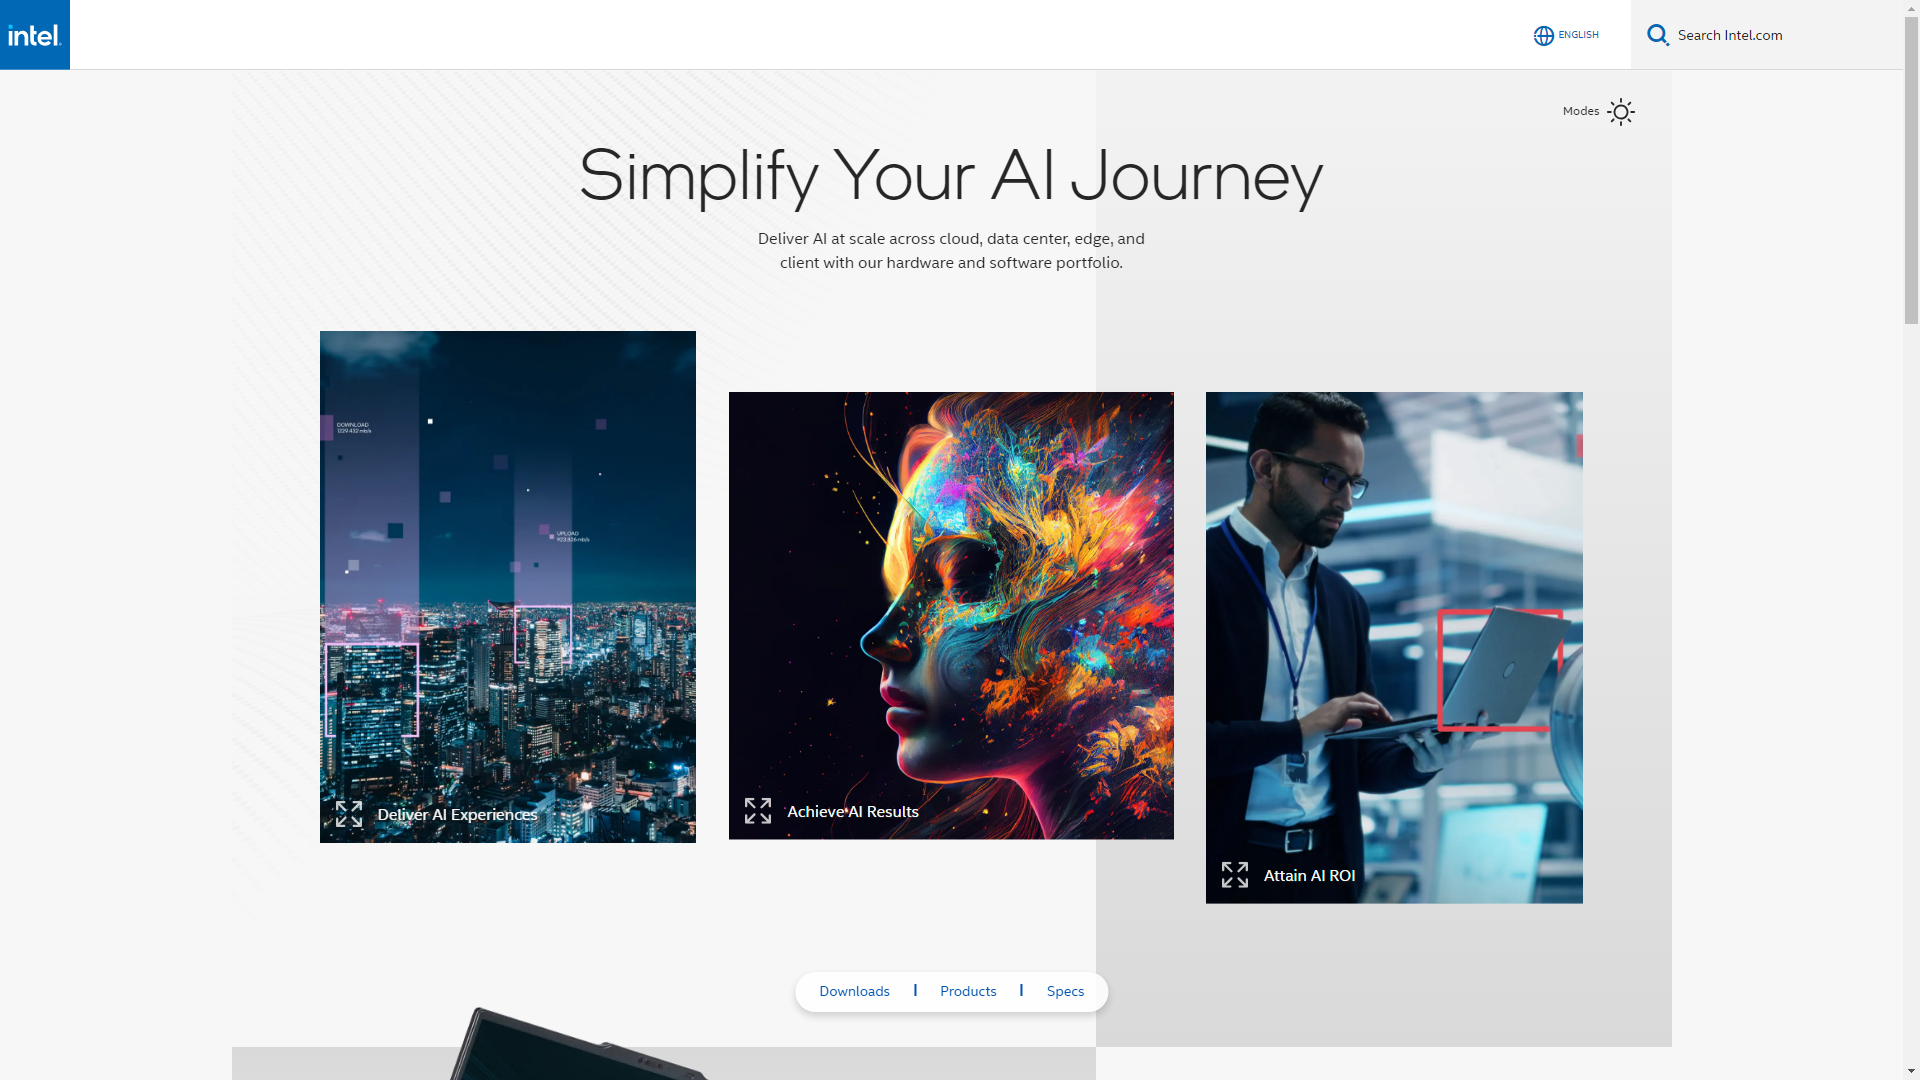 intel.
ENGLISH
Search Intel.com
Modes
Simplify Your AI Journey
Deliver AI at scale across cloud, data center, edge, and
client with our hardware and software portfolio.
DOWNLOAD
UPLOAD
Deliver AI Experiences
Achieve AI Results
Attain AI ROI
Downloads
Products
Specs